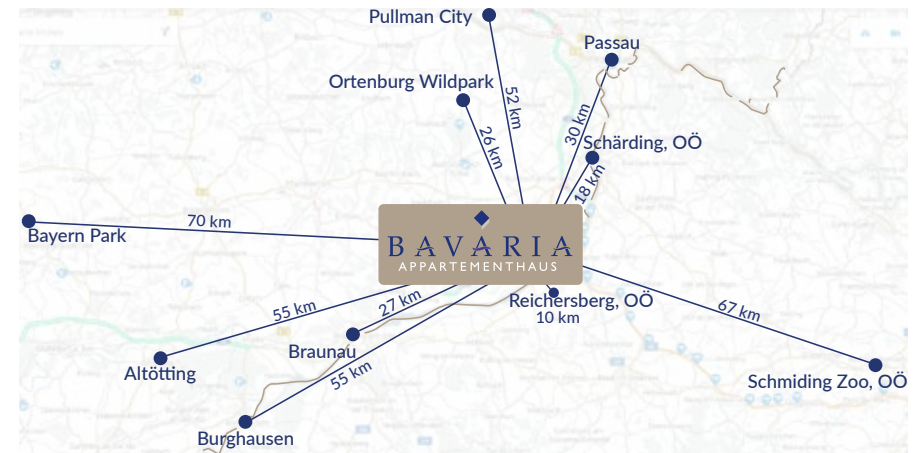 Pullman City
Passau
Ortenburg Wildpark
52 km
30 km
26 km
Schärding, OÖ
18 km
70 km
Bayern Park
BAVARIA
APPARTEMENTHAUS
Reichersberg, OÖ
10 km
67 km
55 km
27 km
Braunau
Altötting
55 km
Schmiding Zoo, OÖ
Burghausen